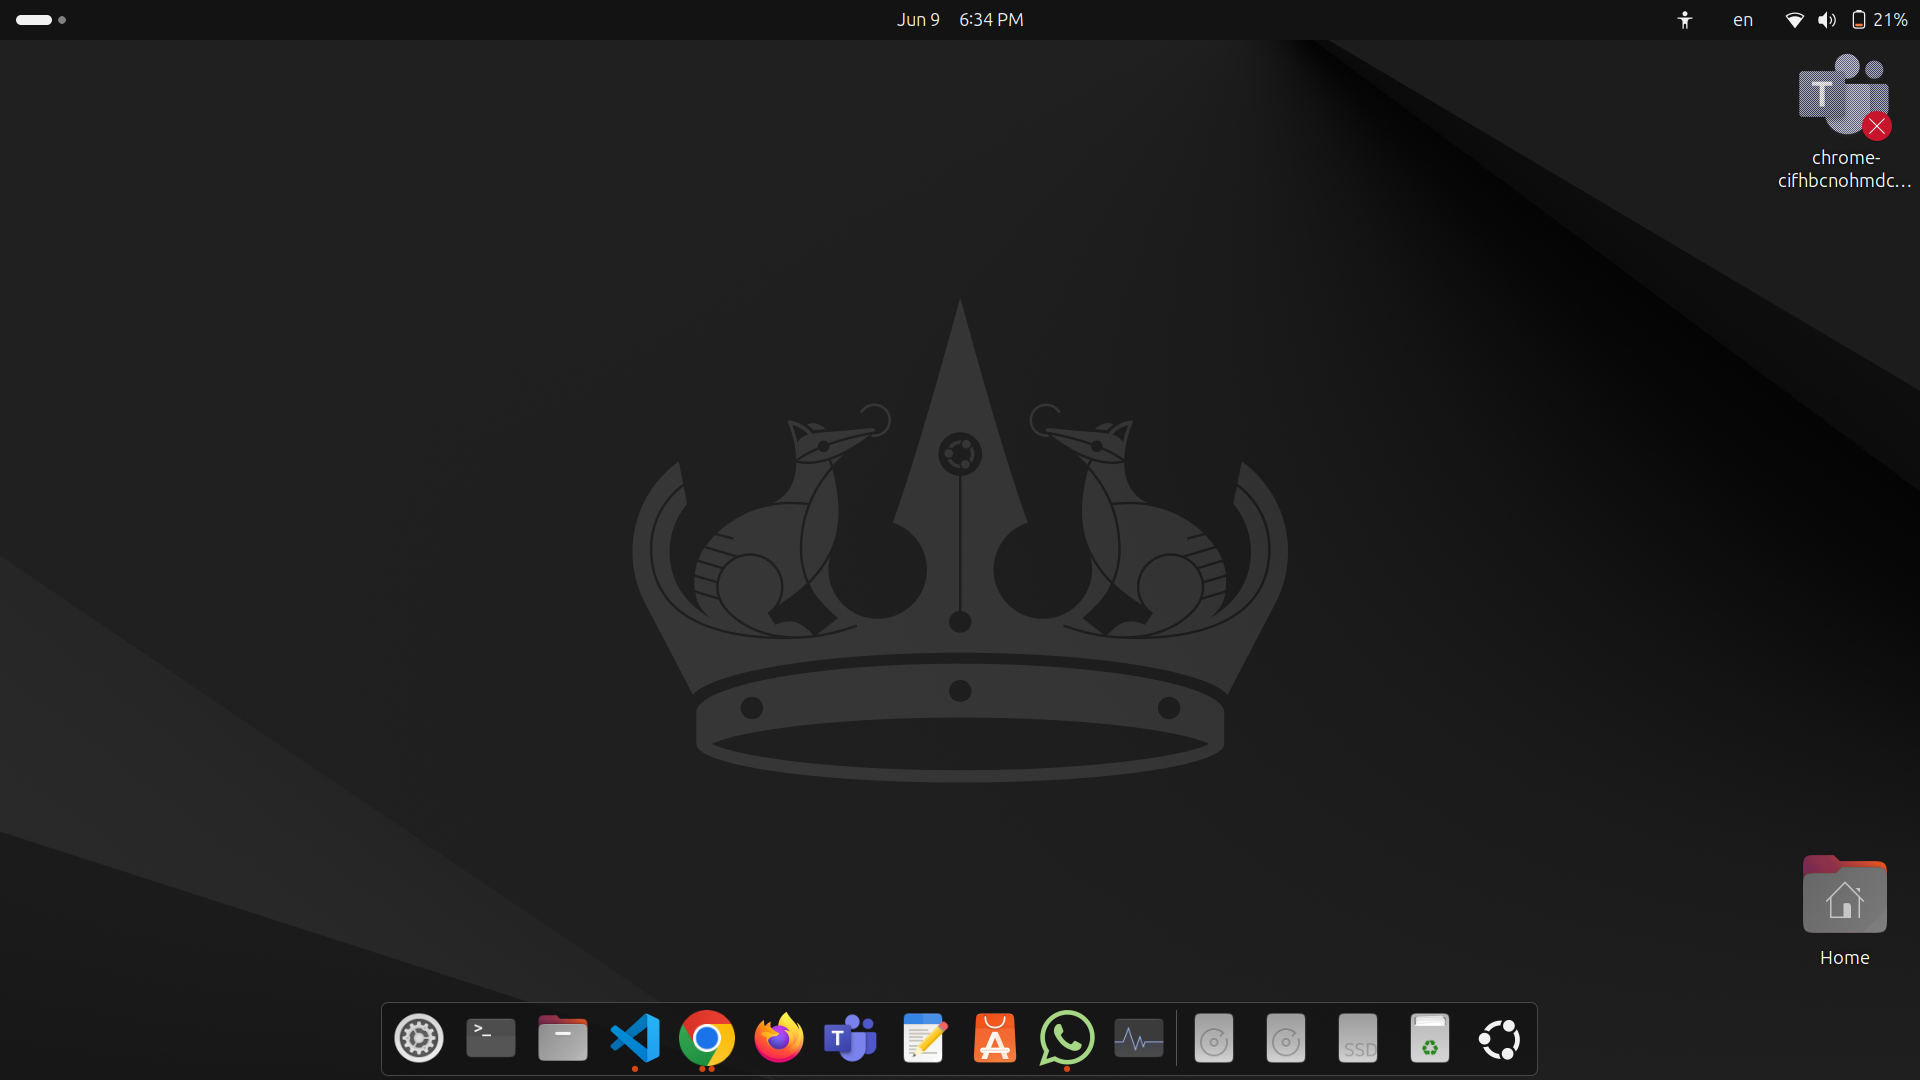 Jun 9 6:34 PM
en
21%
T
chrome-
cifhbcnohmdc...
Home
>_
T
SSD